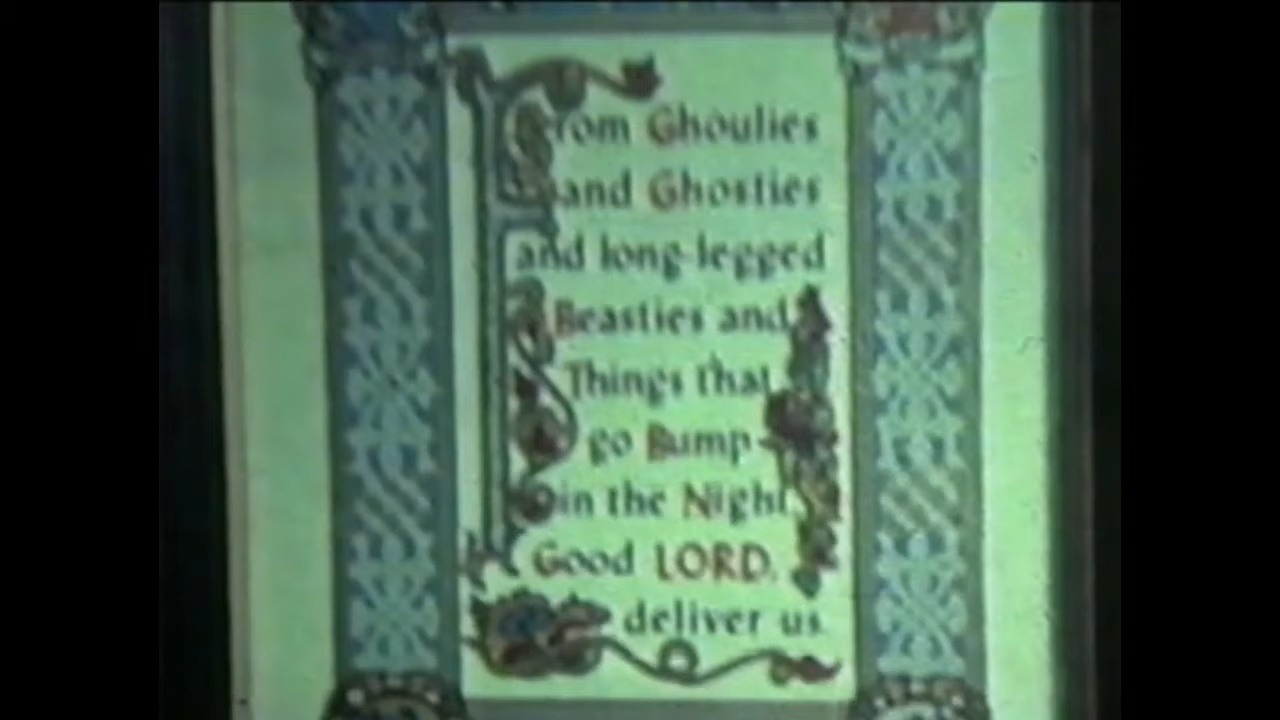 From Ghoulies
and Ghosties
and long-legged
Beasties and
Things that
go Bump
in the Night
Good LORD,
deliver us.